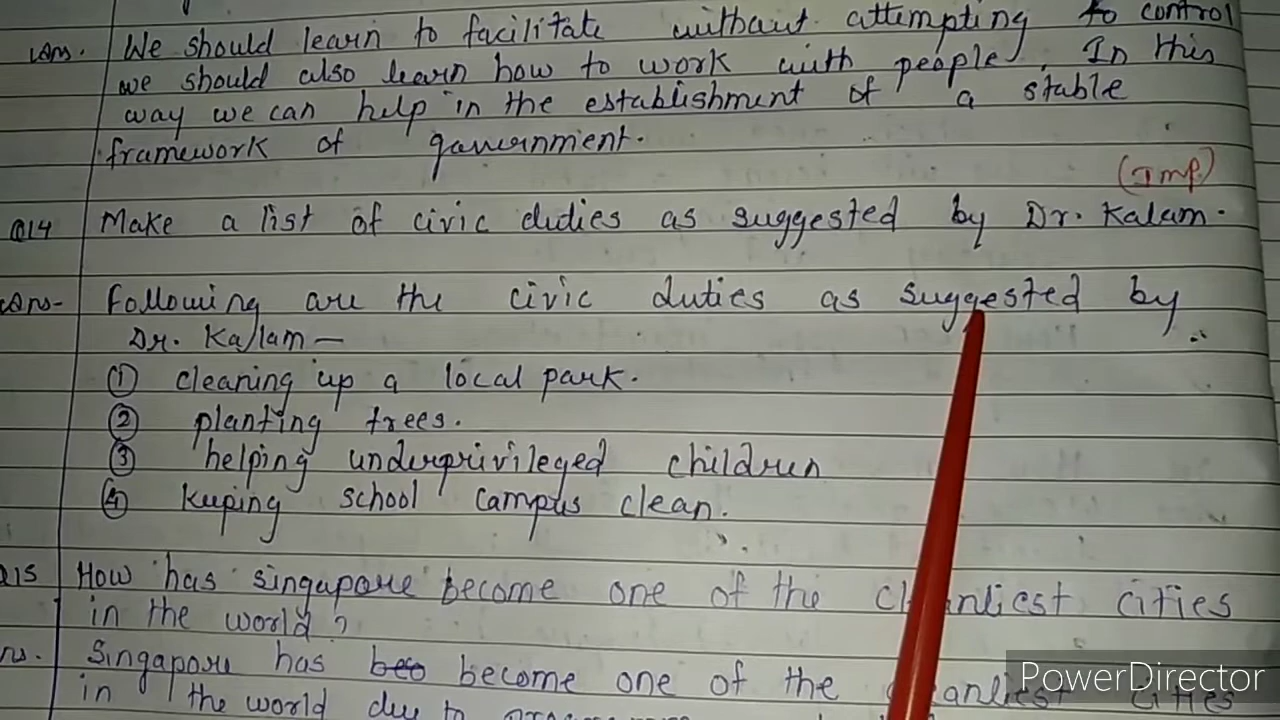 Ans. We should learn to facilitate without attempting to control
we should also learn how to work with people. In this
way we can help in the establishment of a stable
framework of government.
(Imp)
Q14 Make a list of civic duties as suggested by Dr. Kalam.
Ans- Following are the civic duties as suggested by
Dr. Kallam —
① cleaning up a local park.
② planting trees.
③ helping underprivileged children
④ keeping school campus clean.
Q15 How has singapore become one of the cleanliest cities
in the world?
Ans. Singapore has beco become one of the cleanliest cities
in the world due to
PowerDirector